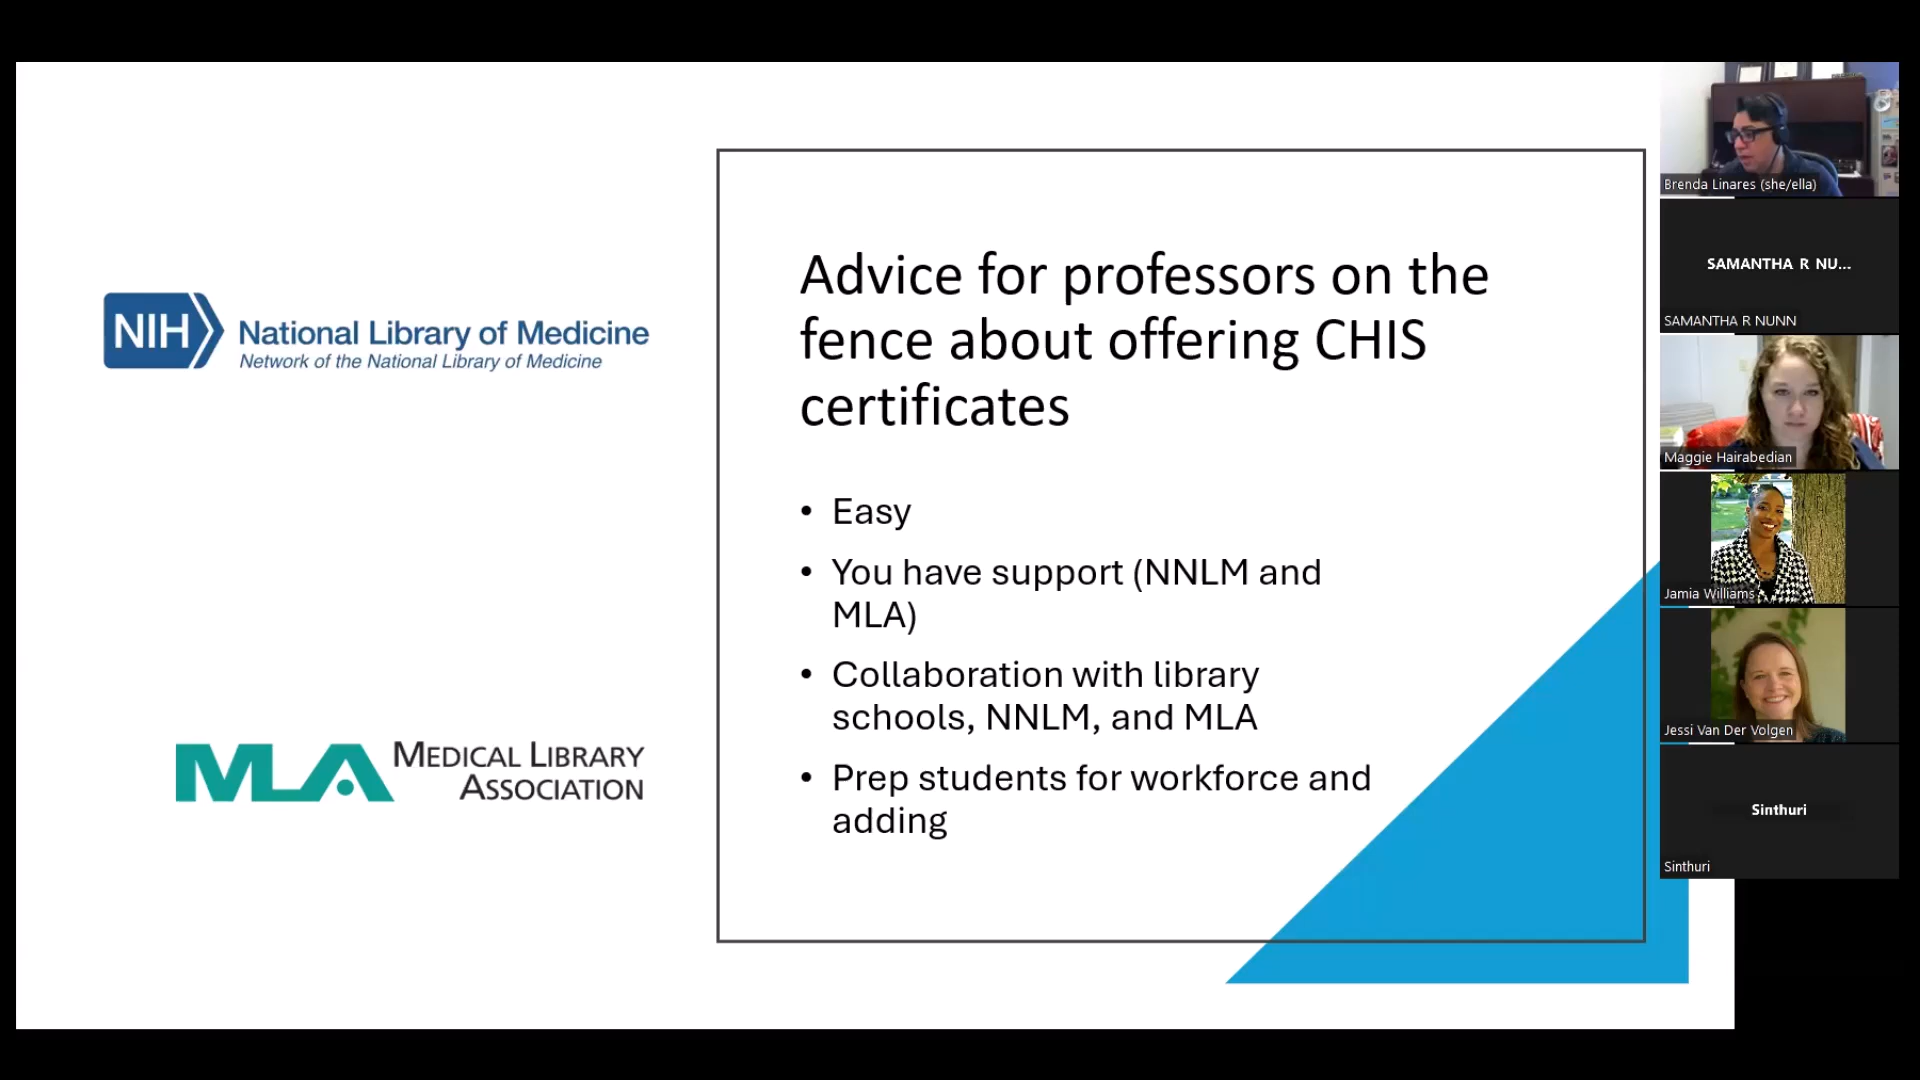 NIH
National Library of Medicine
Network of the National Library of Medicine
MLA
MEDICAL LIBRARY
ASSOCIATION
Advice for professors on the
fence about offering CHIS
certificates
• Easy
• You have support (NNLM and
MLA)
• Collaboration with library
schools, NNLM, and MLA
• Prep students for workforce and
adding
Brenda Linares (she/ella)
SAMANTHA R NU...
SAMANTHA R NUNN
Maggie Hairabedian
Jamia Williams
Jessi Van Der Volgen
Sinthuri
Sinthuri